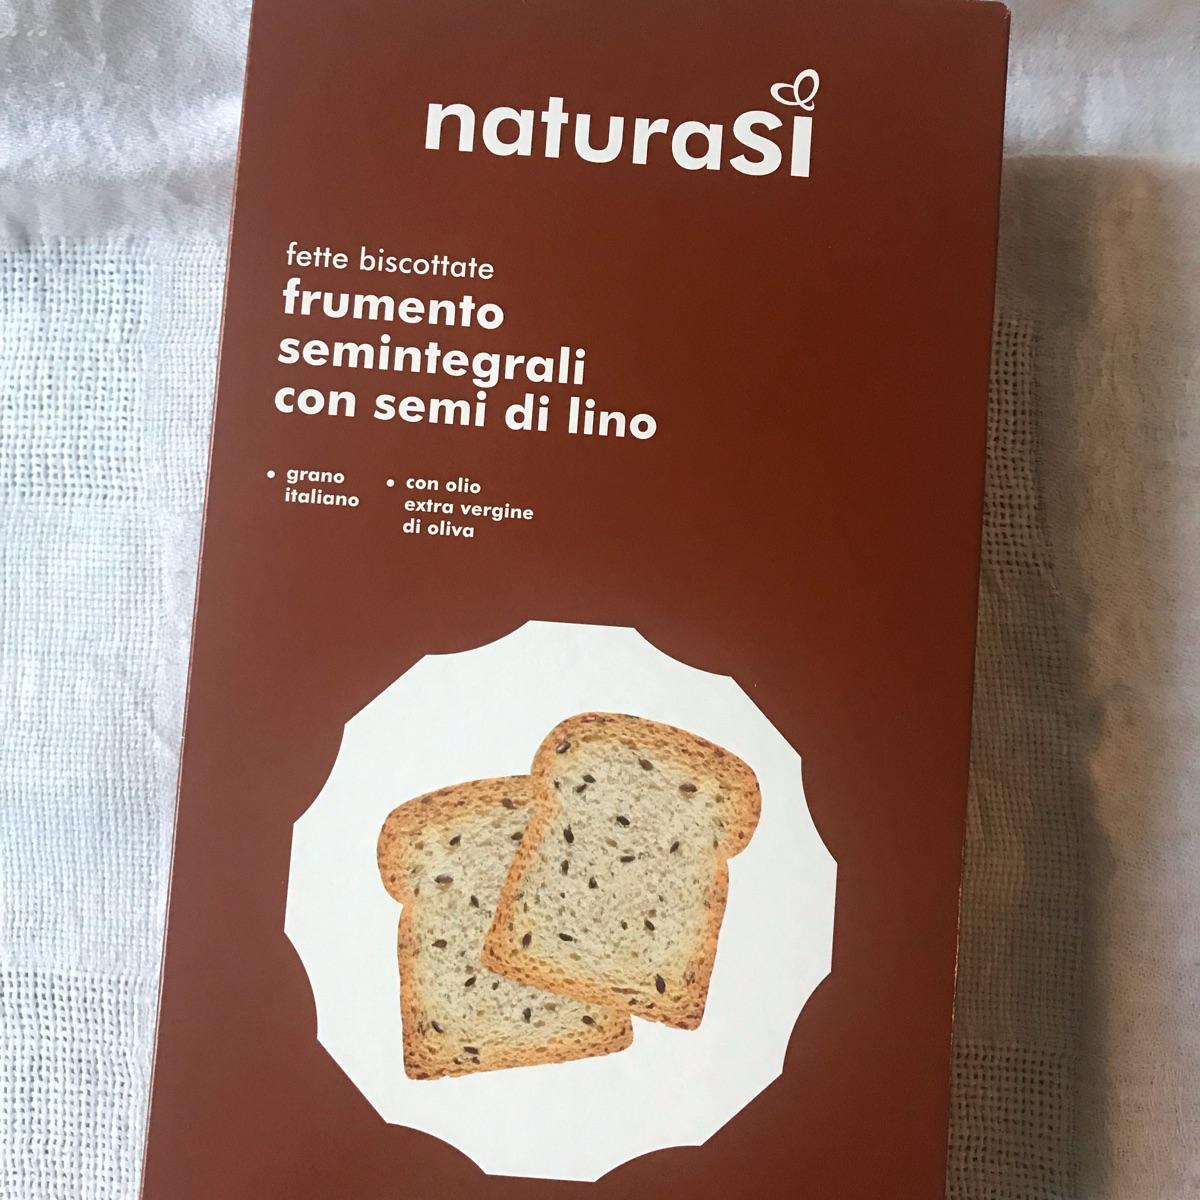 naturaSì
fette biscottate
frumento
semintegrali
con semi di lino
• grano
italiano
• con olio
extra vergine
di oliva